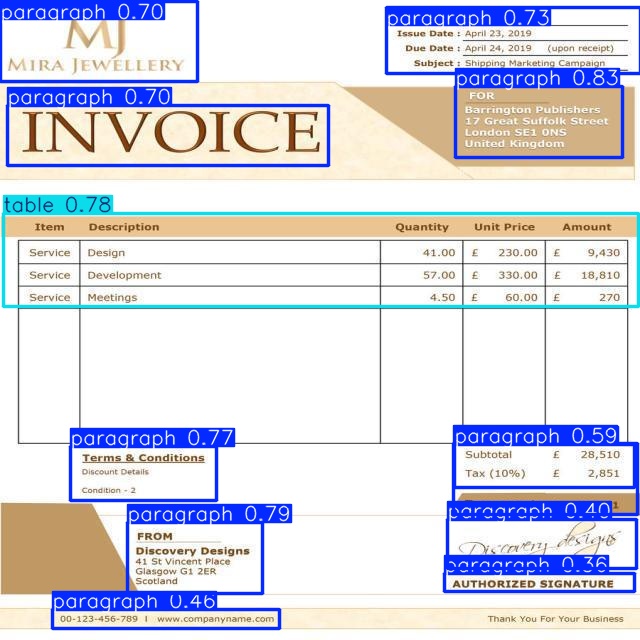 paragraph 0.70
MJ
MIRA JEWELLERY
paragraph 0.73
Issue Date : April 23, 2019
Due Date : April 24, 2019 (upon receipt)
Subject : Shipping Marketing Campaign
paragraph 0.70
INVOICE
paragraph 0.83
FOR
Barrington Publishers
17 Great Suffolk Street
London SE1 0NS
United Kingdom
table 0.78
Item Description Quantity Unit Price Amount
Service Design 41.00 £ 230.00 £ 9,430
Service Development 57.00 £ 330.00 £ 18,810
Service Meetings 4.50 £ 60.00 £ 270
paragraph 0.77
Terms & Conditions
Discount Details
Condition - 2
paragraph 0.59
Subtotal £ 28,510
Tax (10%) £ 2,851
paragraph 0.79
FROM
Discovery Designs
41 St Vincent Place
Glasgow G1 2ER
Scotland
paragraph 0.40
Discovery designs
paragraph 0.36
AUTHORIZED SIGNATURE
paragraph 0.46
00-123-456-789 | www.companyname.com
Thank You For Your Business